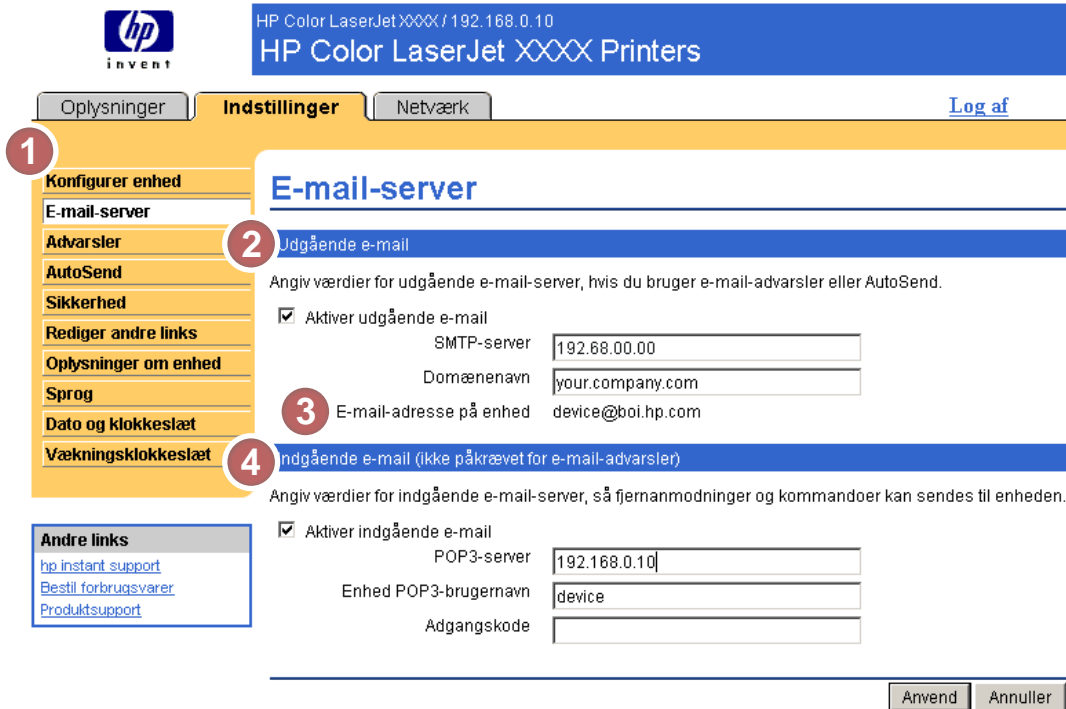 hp
invent
HP Color LaserJet XXXX / 192.168.0.10
HP Color LaserJet XXXX Printers
Oplysninger
Indstillinger
Netværk
Log af
1
Konfigurer enhed
E-mail-server
Advarsler
AutoSend
Sikkerhed
Rediger andre links
Oplysninger om enhed
Sprog
Dato og klokkeslæt
Vækningsklokkeslæt
Andre links
hp instant support
Bestil forbrugsvarer
Produktsupport
E-mail-server
2
Udgående e-mail
Angiv værdier for udgående e-mail-server, hvis du bruger e-mail-advarsler eller AutoSend.
Aktiver udgående e-mail
SMTP-server 192.68.00.00
Domænenavn your.company.com
3
E-mail-adresse på enhed device@boi.hp.com
4
Indgående e-mail (ikke påkrævet for e-mail-advarsler)
Angiv værdier for indgående e-mail-server, så fjernanmodninger og kommandoer kan sendes til enheden.
Aktiver indgående e-mail
POP3-server 192.168.0.10
Enhed POP3-brugernavn device
Adgangskode
Anvend
Annuller